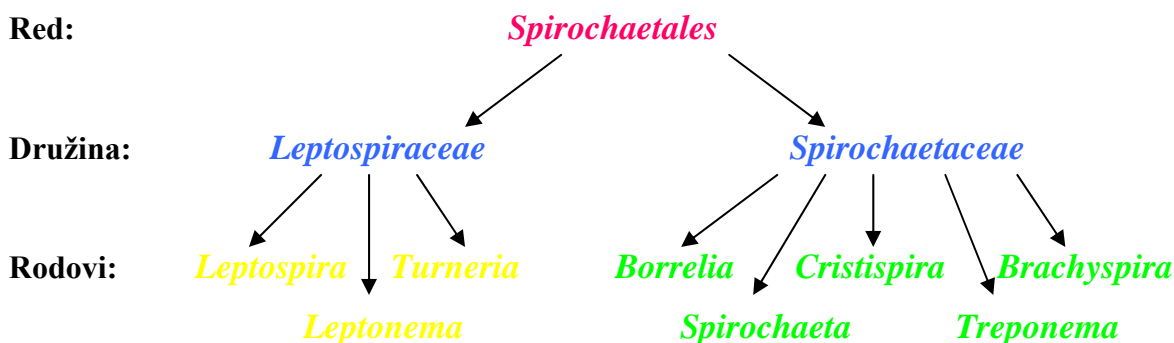 Red: Spirochaetales
Družina: Leptospiraceae Spirochaetaceae
Rodovi: Leptospira Turneria Borrelia Cristispira Brachyspira
Leptonema Spirochaeta Treponema